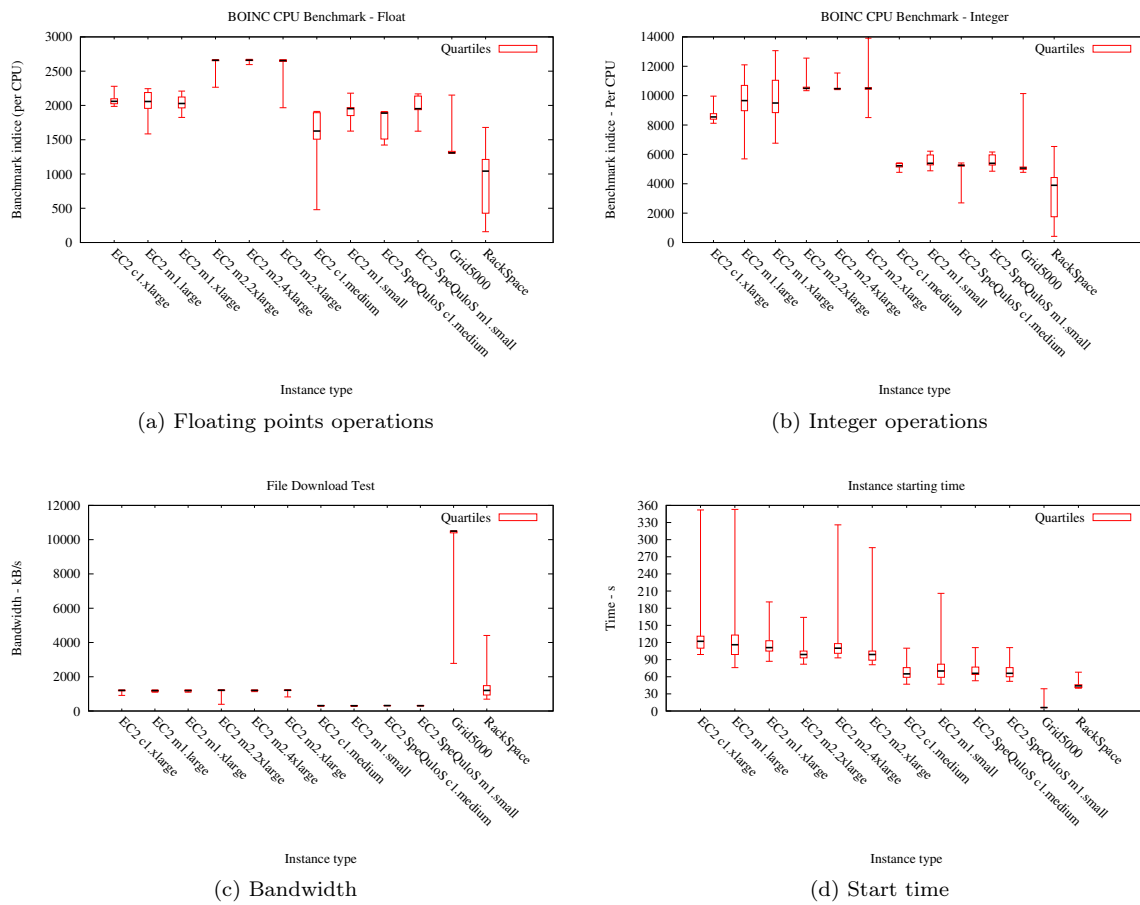 BOINC CPU Benchmark - Float
Banchmark indice (per CPU)
3000
2500
2000
1500
1000
500
0
Quartiles
EC2 c1.xlarge
EC2 m1.large
EC2 m1.xlarge
EC2 m2.2xlarge
EC2 m2.4xlarge
EC2 m2.xlarge
EC2 c1.medium
EC2 m1.small
EC2 SpeQuloS c1.medium
EC2 SpeQuloS m1.small
Grid5000
RackSpace
Instance type
(a) Floating points operations
BOINC CPU Benchmark - Integer
Benchmark indice - Per CPU
14000
12000
10000
8000
6000
4000
2000
0
Quartiles
EC2 c1.xlarge
EC2 m1.large
EC2 m1.xlarge
EC2 m2.2xlarge
EC2 m2.4xlarge
EC2 m2.xlarge
EC2 c1.medium
EC2 m1.small
EC2 SpeQuloS c1.medium
EC2 SpeQuloS m1.small
Grid5000
RackSpace
Instance type
(b) Integer operations
File Download Test
Bandwidth - kB/s
12000
10000
8000
6000
4000
2000
0
Quartiles
EC2 c1.xlarge
EC2 m1.large
EC2 m1.xlarge
EC2 m2.2xlarge
EC2 m2.4xlarge
EC2 m2.xlarge
EC2 c1.medium
EC2 m1.small
EC2 SpeQuloS c1.medium
EC2 SpeQuloS m1.small
Grid5000
RackSpace
Instance type
(c) Bandwidth
Instance starting time
Time - s
360
330
300
270
240
210
180
150
120
90
60
30
0
Quartiles
EC2 c1.xlarge
EC2 m1.large
EC2 m1.xlarge
EC2 m2.2xlarge
EC2 m2.4xlarge
EC2 m2.xlarge
EC2 c1.medium
EC2 m1.small
EC2 SpeQuloS c1.medium
EC2 SpeQuloS m1.small
Grid5000
RackSpace
Instance type
(d) Start time